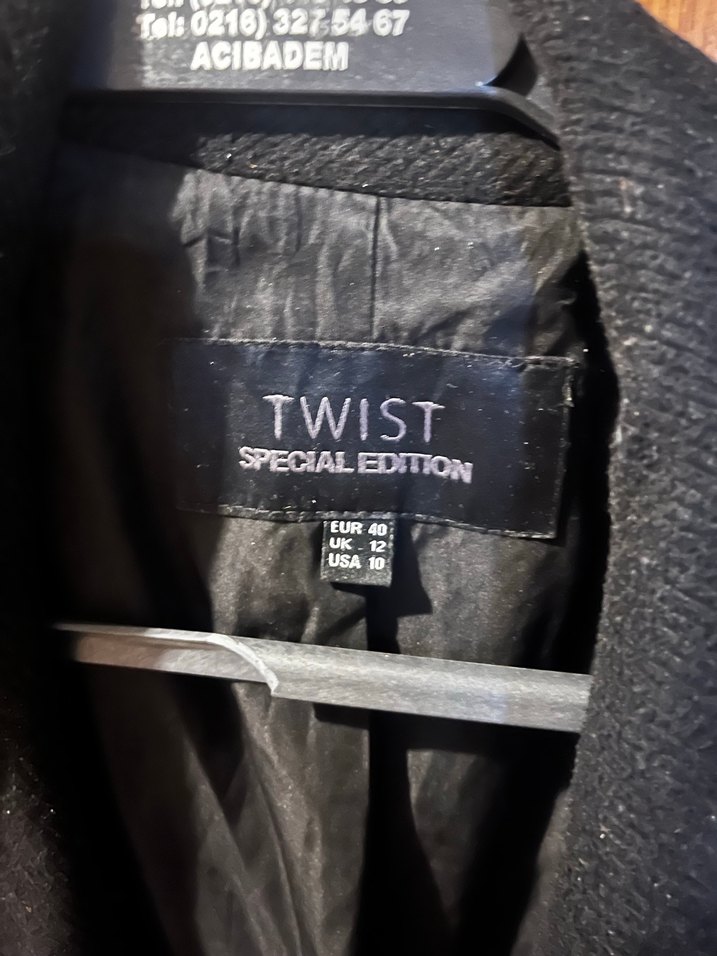 Tel: 0216) 327 54 67
ACIBADEM
TWIST
SPECIAL EDITION
EUR 40
UK 12
USA 10